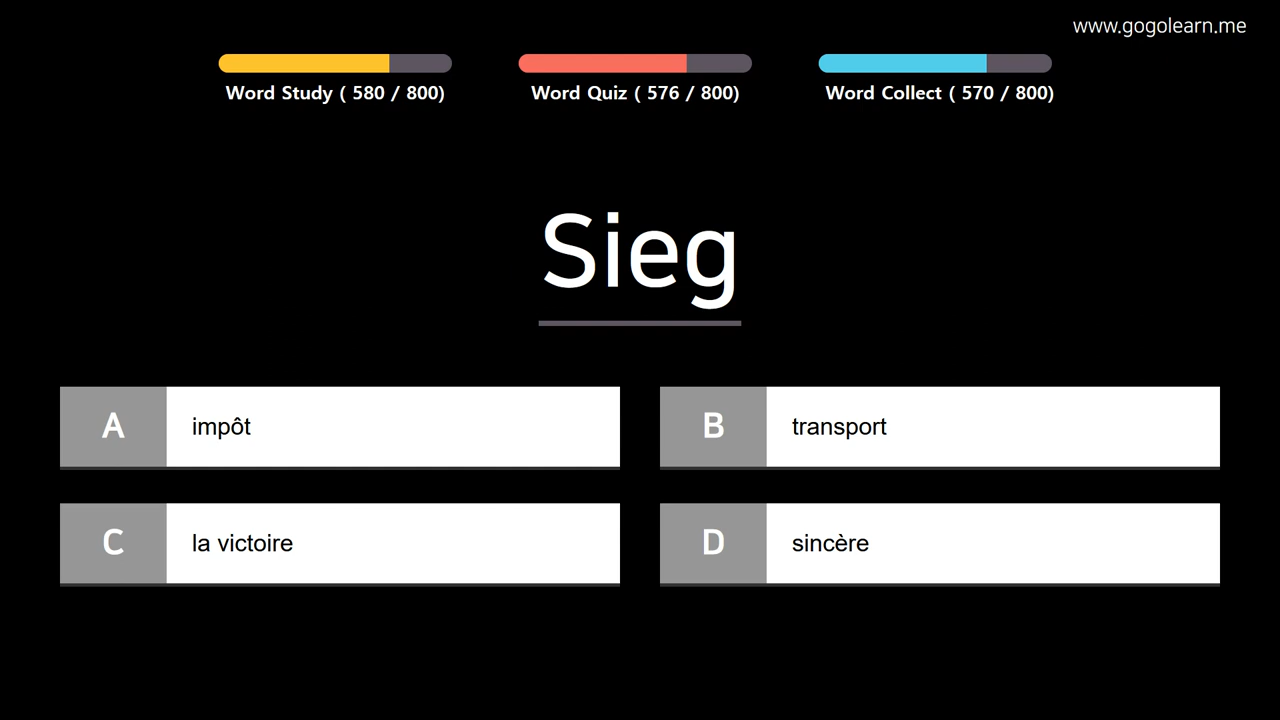 www.gogolearn.me
Word Study ( 580 / 800)
Word Quiz ( 576 / 800)
Word Collect ( 570 / 800)
Sieg
A
impôt
B
transport
C
la victoire
D
sincère